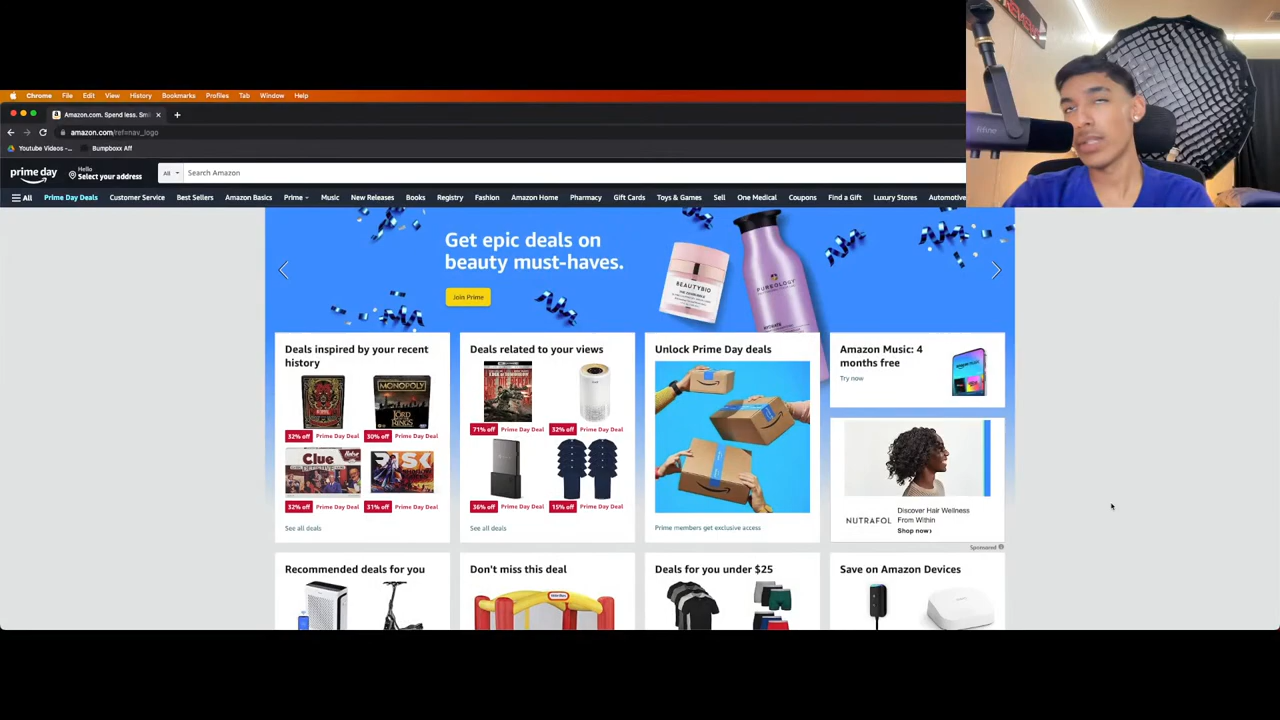 Chrome File Edit View History Bookmarks Profiles Tab Window Help
Amazon.com. Spend less. Smi
amazon.com/ref=nav_logo
Youtube Videos -... Bumpboxx Aff
prime day
Hello
Select your address
All
Search Amazon
All Prime Day Deals Customer Service Best Sellers Amazon Basics Prime Music New Releases Books Registry Fashion Amazon Home Pharmacy Gift Cards Toys & Games Sell One Medical Coupons Find a Gift Luxury Stores Automotive
fifine
Get epic deals on
beauty must-haves.
Join Prime
BEAUTYBIO
PUREOLOGY
Deals inspired by your recent
history
MONOPOLY
32% off Prime Day Deal 30% off Prime Day Deal
Clue
RISK
32% off Prime Day Deal 31% off Prime Day Deal
See all deals
Deals related to your views
71% off Prime Day Deal 32% off Prime Day Deal
36% off Prime Day Deal 15% off Prime Day Deal
See all deals
Unlock Prime Day deals
Prime members get exclusive access
Amazon Music: 4
months free
Try now
NUTRAFOL
Discover Hair Wellness
From Within
Shop now›
Sponsored
Recommended deals for you
Don't miss this deal
Deals for you under $25
Save on Amazon Devices